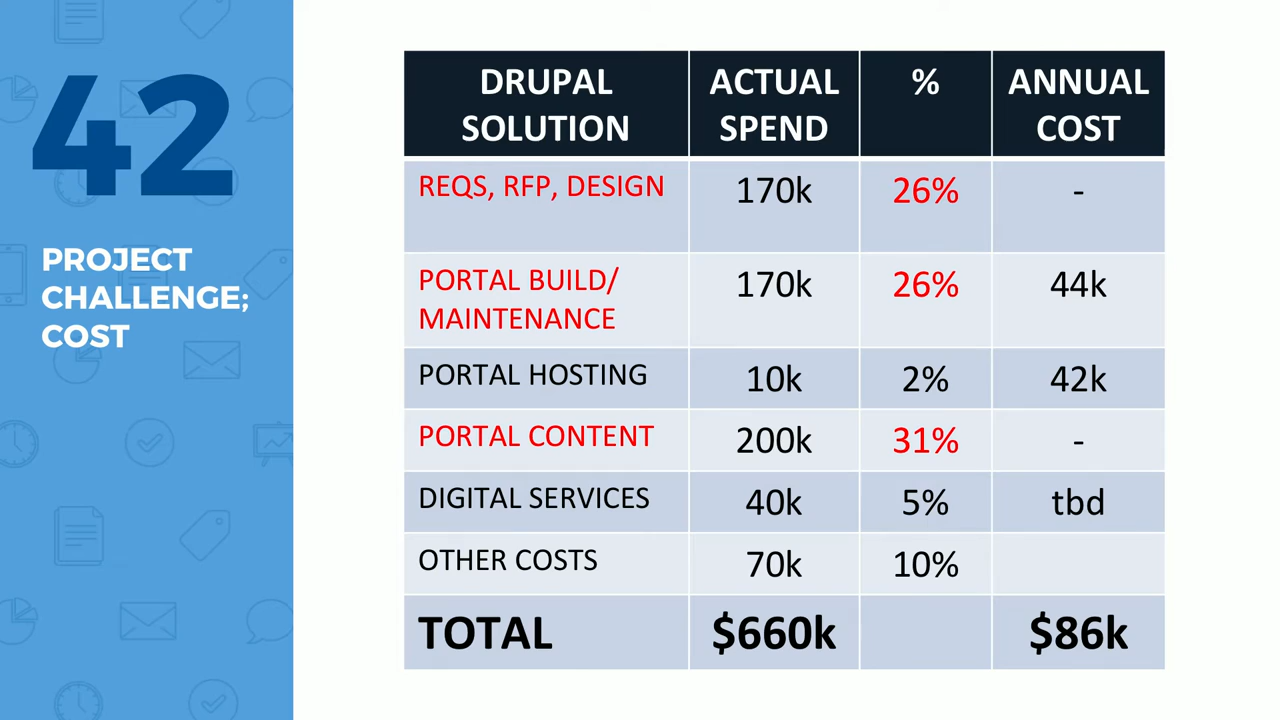 42
PROJECT
CHALLENGE;
COST
DRUPAL SOLUTION ACTUAL SPEND % ANNUAL COST
REQS, RFP, DESIGN 170k 26% -
PORTAL BUILD/ MAINTENANCE 170k 26% 44k
PORTAL HOSTING 10k 2% 42k
PORTAL CONTENT 200k 31% -
DIGITAL SERVICES 40k 5% tbd
OTHER COSTS 70k 10%
TOTAL $660k $86k